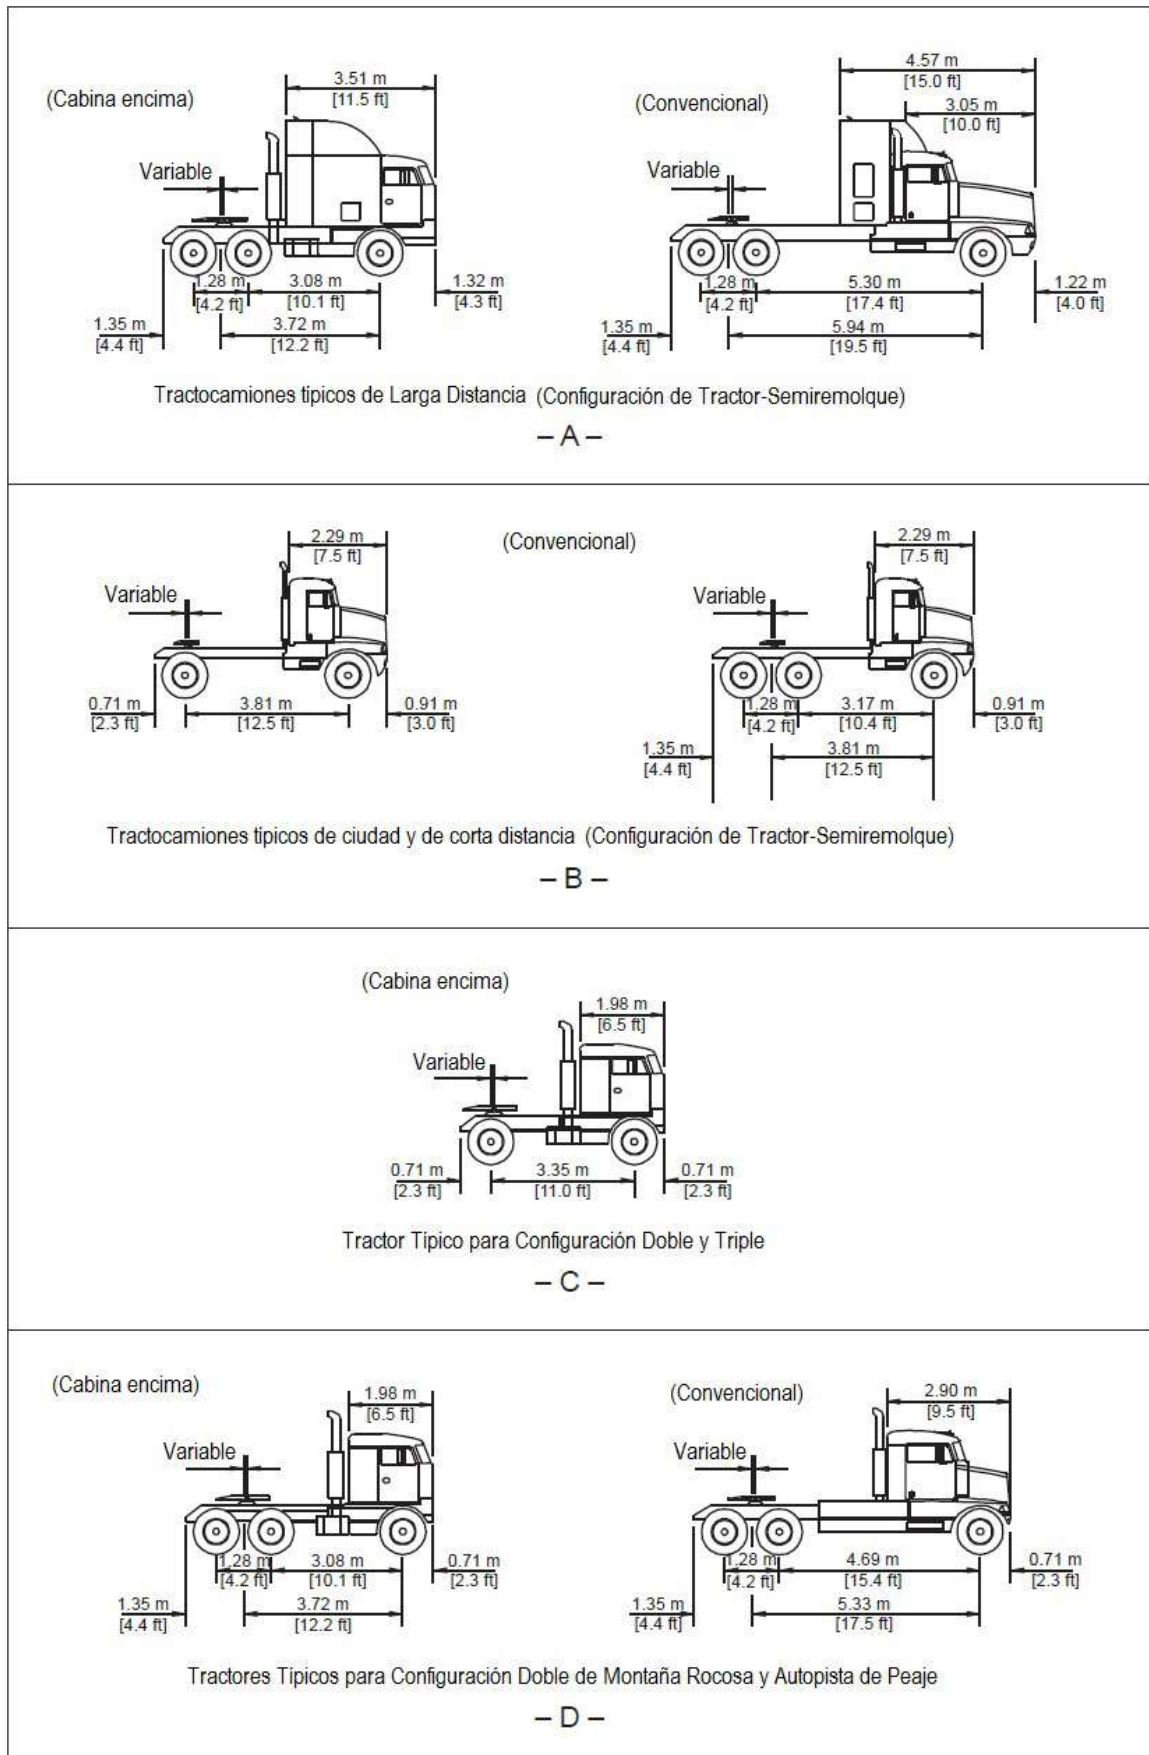 (Cabina encima)
3.51 m
[11.5 ft]
Variable
1.28 m
[4.2 ft]
3.08 m
[10.1 ft]
1.32 m
[4.3 ft]
1.35 m
[4.4 ft]
3.72 m
[12.2 ft]
(Convencional)
4.57 m
[15.0 ft]
3.05 m
[10.0 ft]
Variable
1.28 m
[4.2 ft]
5.30 m
[17.4 ft]
1.22 m
[4.0 ft]
1.35 m
[4.4 ft]
5.94 m
[19.5 ft]
Tractocamiones típicos de Larga Distancia (Configuración de Tractor-Semiremolque)
– A –
2.29 m
[7.5 ft]
Variable
0.71 m
[2.3 ft]
3.81 m
[12.5 ft]
0.91 m
[3.0 ft]
(Convencional)
2.29 m
[7.5 ft]
Variable
1.28 m
[4.2 ft]
3.17 m
[10.4 ft]
0.91 m
[3.0 ft]
1.35 m
[4.4 ft]
3.81 m
[12.5 ft]
Tractocamiones típicos de ciudad y de corta distancia (Configuración de Tractor-Semiremolque)
– B –
(Cabina encima)
1.98 m
[6.5 ft]
Variable
0.71 m
[2.3 ft]
3.35 m
[11.0 ft]
0.71 m
[2.3 ft]
Tractor Típico para Configuración Doble y Triple
– C –
(Cabina encima)
1.98 m
[6.5 ft]
Variable
1.28 m
[4.2 ft]
3.08 m
[10.1 ft]
0.71 m
[2.3 ft]
1.35 m
[4.4 ft]
3.72 m
[12.2 ft]
(Convencional)
2.90 m
[9.5 ft]
Variable
1.28 m
[4.2 ft]
4.69 m
[15.4 ft]
0.71 m
[2.3 ft]
1.35 m
[4.4 ft]
5.33 m
[17.5 ft]
Tractores Típicos para Configuración Doble de Montaña Rocosa y Autopista de Peaje
– D –